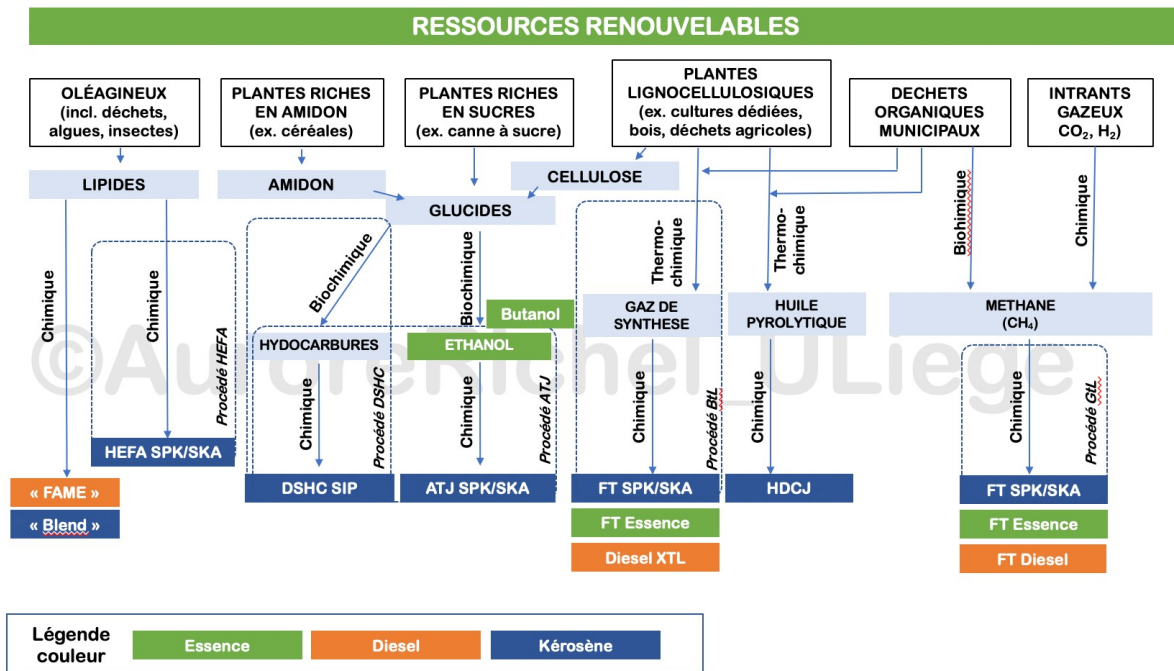 RESSOURCES RENOUVELABLES
OLÉAGINEUX
(incl. déchets,
algues, insectes)
PLANTES RICHES
EN AMIDON
(ex. céréales)
PLANTES RICHES
EN SUCRES
(ex. canne à sucre)
PLANTES
LIGNOCELLULOSIQUES
(ex. cultures dédiées,
bois, déchets agricoles)
DECHETS
ORGANIQUES
MUNICIPAUX
INTRANTS
GAZEUX
CO₂, H₂)
LIPIDES
AMIDON
CELLULOSE
GLUCIDES
Chimique
Chimique
Biochimique
Biochimique
Thermo-
chimique
Thermo-
chimique
Biohimique
Chimique
Butanol
HYDOCARBURES
ETHANOL
GAZ DE
SYNTHESE
HUILE
PYROLYTIQUE
METHANE
(CH₄)
©AuroreRichel_ULiege
Procédé HEFA
Chimique
Procédé DSHC
Chimique
Procédé ATJ
Chimique
Procédé BtL
Chimique
Chimique
Procédé GtL
HEFA SPK/SKA
« FAME »
« Blend »
DSHC SIP
ATJ SPK/SKA
FT SPK/SKA
FT Essence
Diesel XTL
HDCJ
FT SPK/SKA
FT Essence
FT Diesel
Légende
couleur
Essence
Diesel
Kérosène